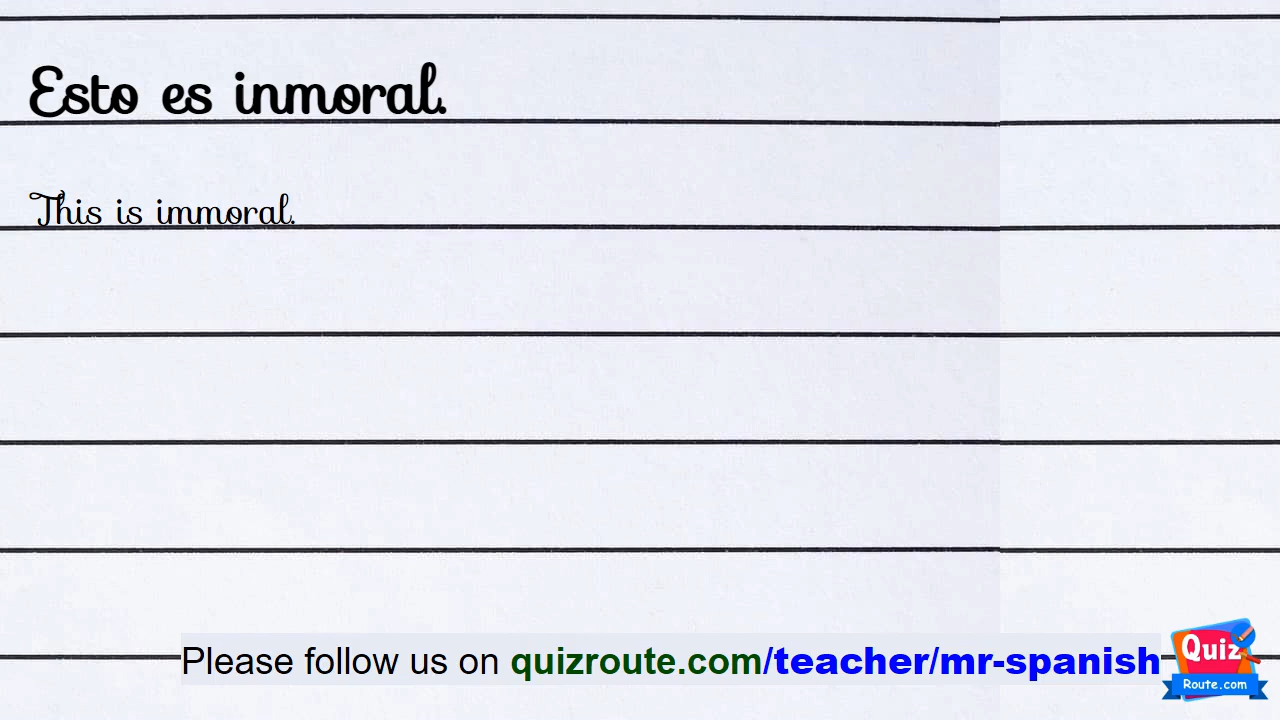 Esto es inmoral.
This is immoral.
Please follow us on quizroute.com/teacher/mr-spanish
Quiz
Route.com